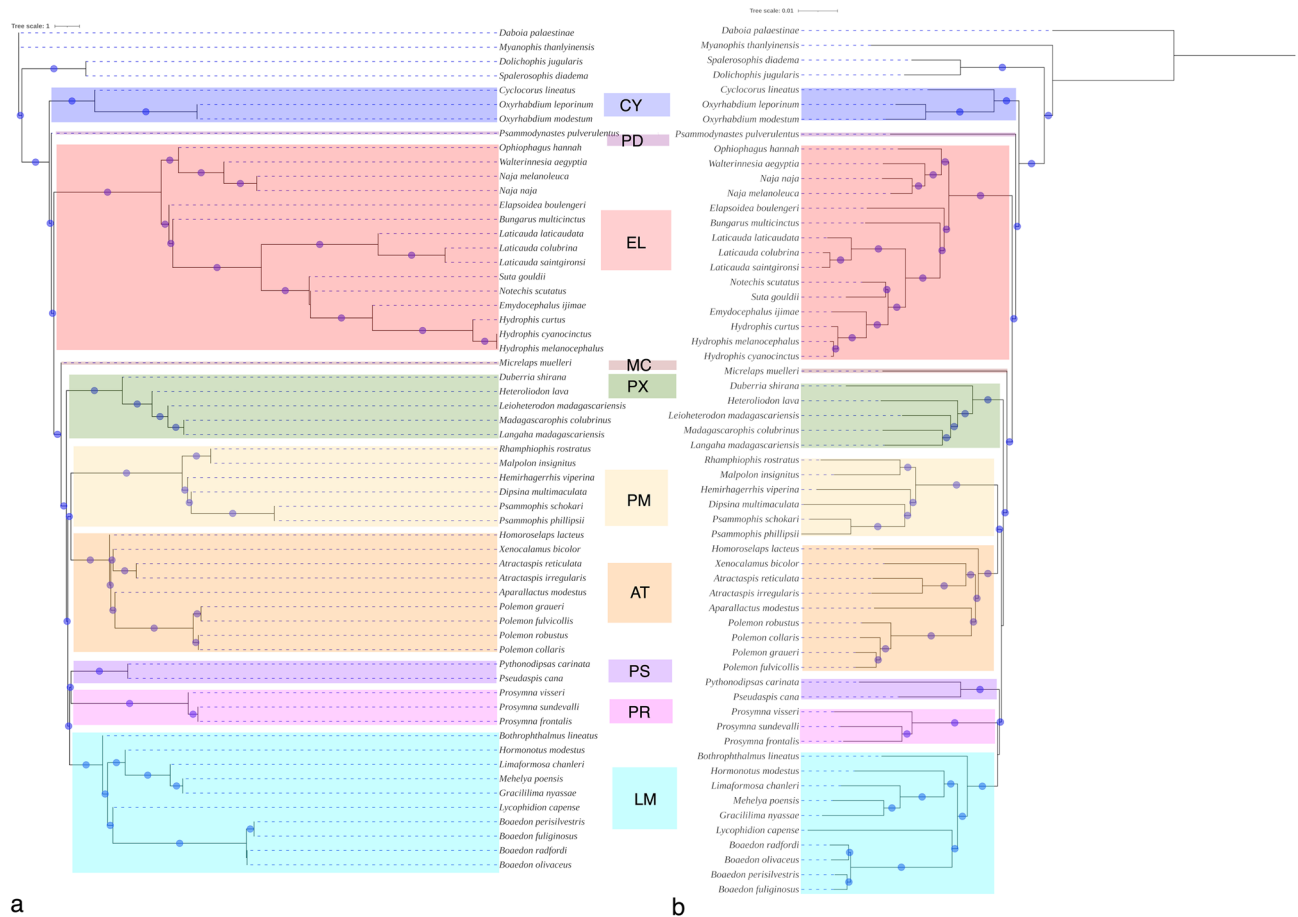 Tree scale: 1
Daboia palaestinae
Myanophis thanlyinensis
Dolichophis jugularis
Spalerosophis diadema
Cyclocorus lineatus
Oxyrhabdium leporinum
Oxyrhabdium modestum
Psammodynastes pulverulentus
Ophiophagus hannah
Walterinnesia aegyptia
Naja melanoleuca
Naja naja
Elapsoidea boulengeri
Bungarus multicinctus
Laticauda laticaudata
Laticauda colubrina
Laticauda saintgironsi
Suta gouldii
Notechis scutatus
Emydocephalus ijimae
Hydrophis curtus
Hydrophis cyanocinctus
Hydrophis melanocephalus
Micrelaps muelleri
Duberria shirana
Heteroliodon lava
Leioheterodon madagascariensis
Madagascarophis colubrinus
Langaha madagascariensis
Rhamphiophis rostratus
Malpolon insignitus
Hemirhagerrhis viperina
Dipsina multimaculata
Psammophis schokari
Psammophis phillipsii
Homoroselaps lacteus
Xenocalamus bicolor
Atractaspis reticulata
Atractaspis irregularis
Aparallactus modestus
Polemon graueri
Polemon fulvicollis
Polemon robustus
Polemon collaris
Pythonodipsas carinata
Pseudaspis cana
Prosymna visseri
Prosymna sundevalli
Prosymna frontalis
Bothrophthalmus lineatus
Hormonotus modestus
Limaformosa chanleri
Mehelya poensis
Gracililima nyassae
Lycophidion capense
Boaedon perisilvestris
Boaedon fuliginosus
Boaedon radfordi
Boaedon olivaceus
a
CY
PD
EL
MC
PX
PM
AT
PS
PR
LM
Tree scale: 0.01
Daboia palaestinae
Myanophis thanlyinensis
Spalerosophis diadema
Dolichophis jugularis
Cyclocorus lineatus
Oxyrhabdium leporinum
Oxyrhabdium modestum
Psammodynastes pulverulentus
Ophiophagus hannah
Walterinnesia aegyptia
Naja naja
Naja melanoleuca
Elapsoidea boulengeri
Bungarus multicinctus
Laticauda laticaudata
Laticauda colubrina
Laticauda saintgironsi
Notechis scutatus
Suta gouldii
Emydocephalus ijimae
Hydrophis curtus
Hydrophis melanocephalus
Hydrophis cyanocinctus
Micrelaps muelleri
Duberria shirana
Heteroliodon lava
Leioheterodon madagascariensis
Madagascarophis colubrinus
Langaha madagascariensis
Rhamphiophis rostratus
Malpolon insignitus
Hemirhagerrhis viperina
Dipsina multimaculata
Psammophis schokari
Psammophis phillipsii
Homoroselaps lacteus
Xenocalamus bicolor
Atractaspis reticulata
Atractaspis irregularis
Aparallactus modestus
Polemon robustus
Polemon collaris
Polemon graueri
Polemon fulvicollis
Pythonodipsas carinata
Pseudaspis cana
Prosymna visseri
Prosymna sundevalli
Prosymna frontalis
Bothrophthalmus lineatus
Hormonotus modestus
Limaformosa chanleri
Mehelya poensis
Gracililima nyassae
Lycophidion capense
Boaedon radfordi
Boaedon olivaceus
Boaedon perisilvestris
Boaedon fuliginosus
b